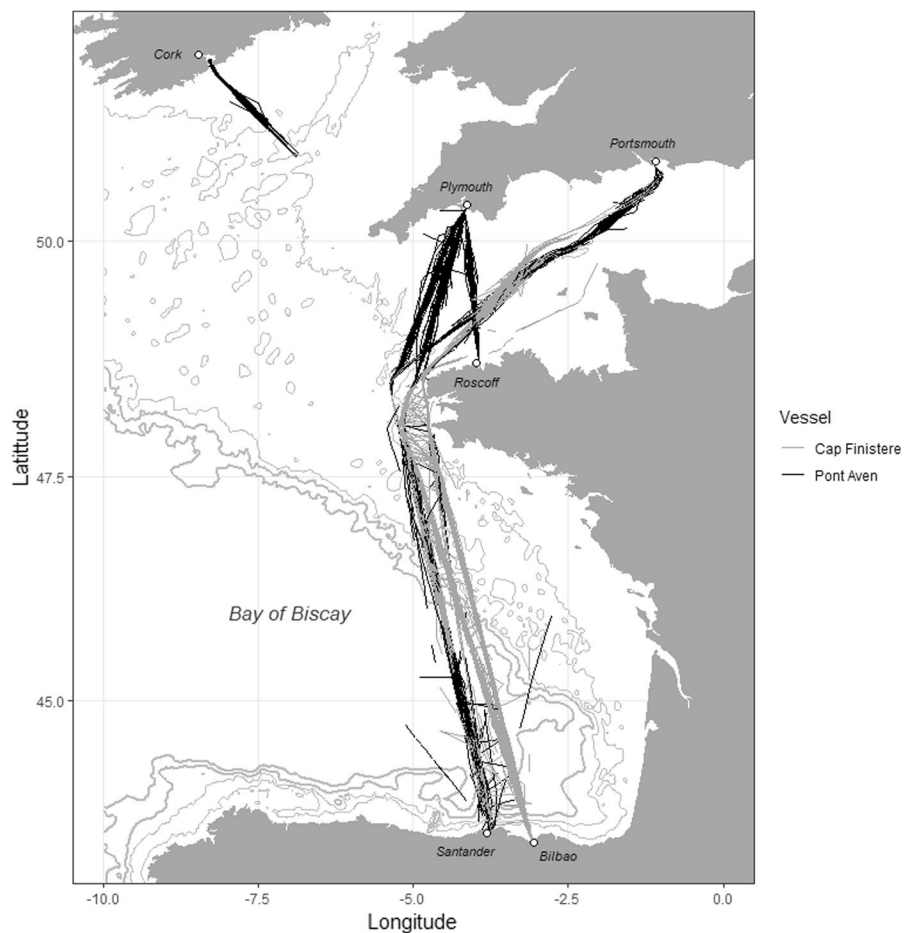 Cork
Portsmouth
Plymouth
50.0
Roscoff
Vessel
Cap Finistere
Pont Aven
47.5
Latittude
Bay of Biscay
45.0
Santander
Bilbao
-10.0
-7.5
-5.0
-2.5
0.0
Longitude